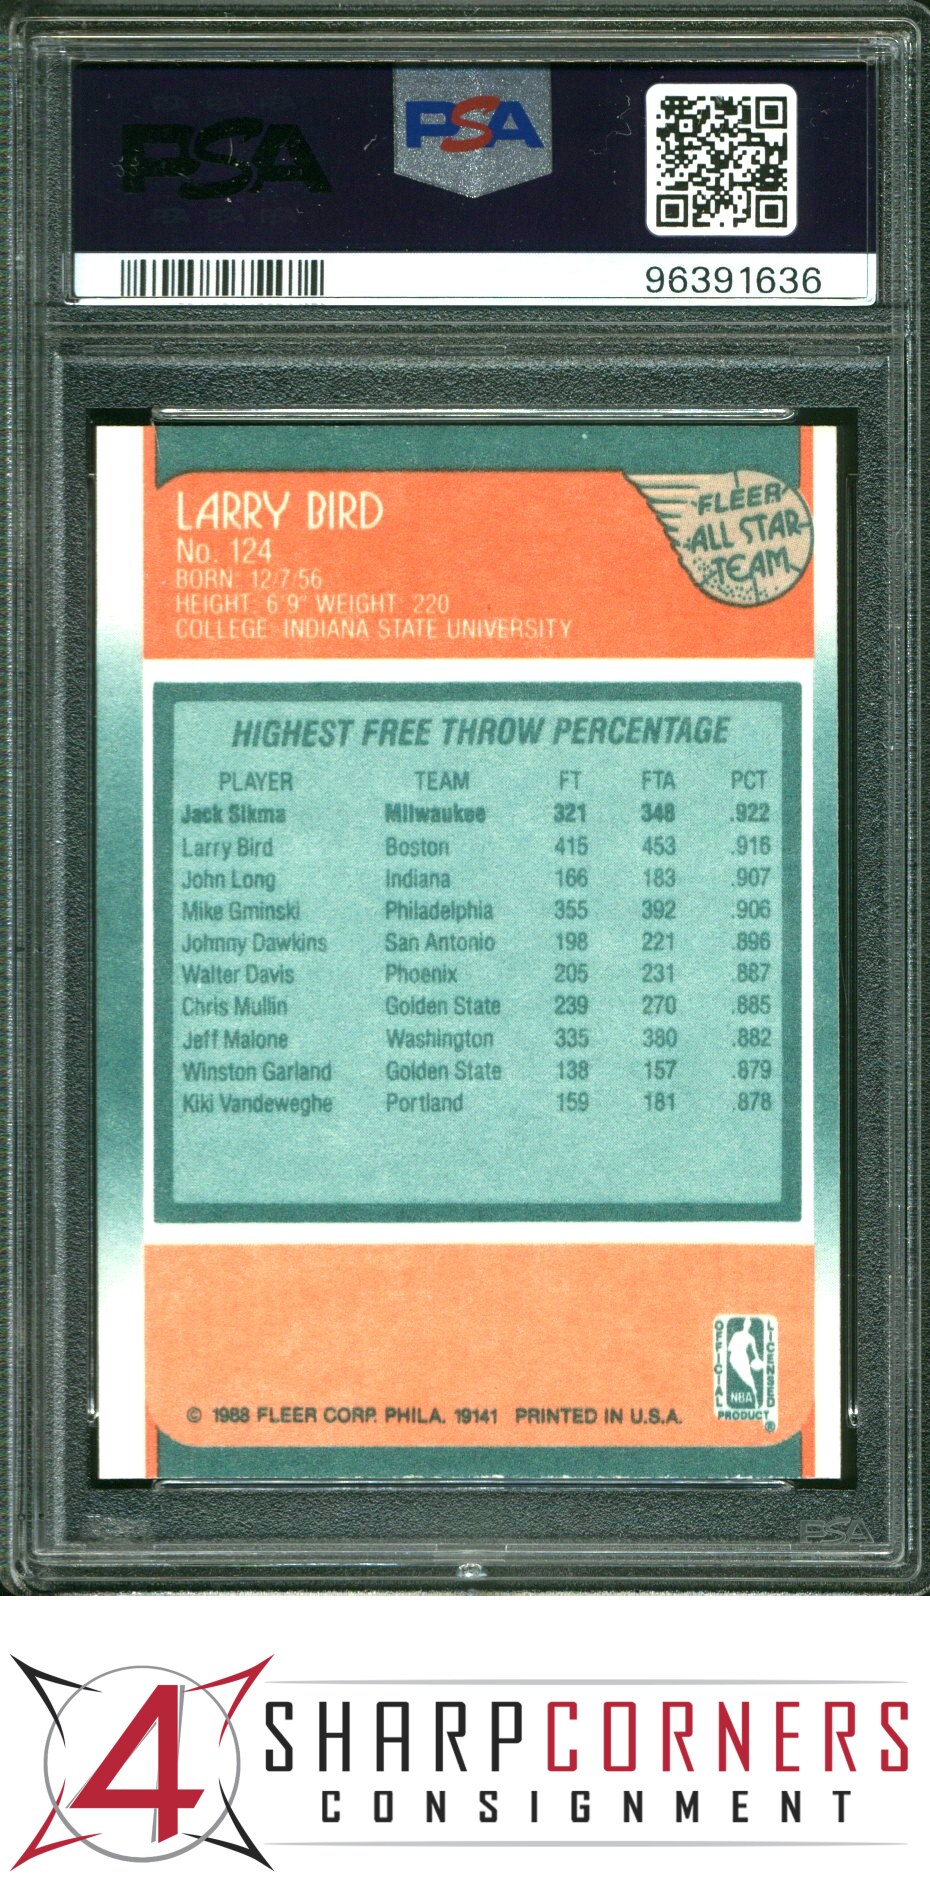 PSA
PSA
96391636
LARRY BIRD
No. 124
BORN: 12/7/56
HEIGHT: 6'9" WEIGHT: 220
COLLEGE: INDIANA STATE UNIVERSITY
FLEER
ALL STAR
TEAM
HIGHEST FREE THROW PERCENTAGE
PLAYER TEAM FT FTA PCT
Jack Sikma Milwaukee 321 348 .922
Larry Bird Boston 415 453 .916
John Long Indiana 166 183 .907
Mike Gminski Philadelphia 355 392 .906
Johnny Dawkins San Antonio 198 221 .896
Walter Davis Phoenix 205 231 .887
Chris Mullin Golden State 239 270 .885
Jeff Malone Washington 335 380 .882
Winston Garland Golden State 138 157 .879
Kiki Vandeweghe Portland 159 181 .878
OFFICIAL LICENSED
NBA
PRODUCT
®
© 1988 FLEER CORP. PHILA. 19141 PRINTED IN U.S.A.
PSA
4 SHARPCORNERS
CONSIGNMENT